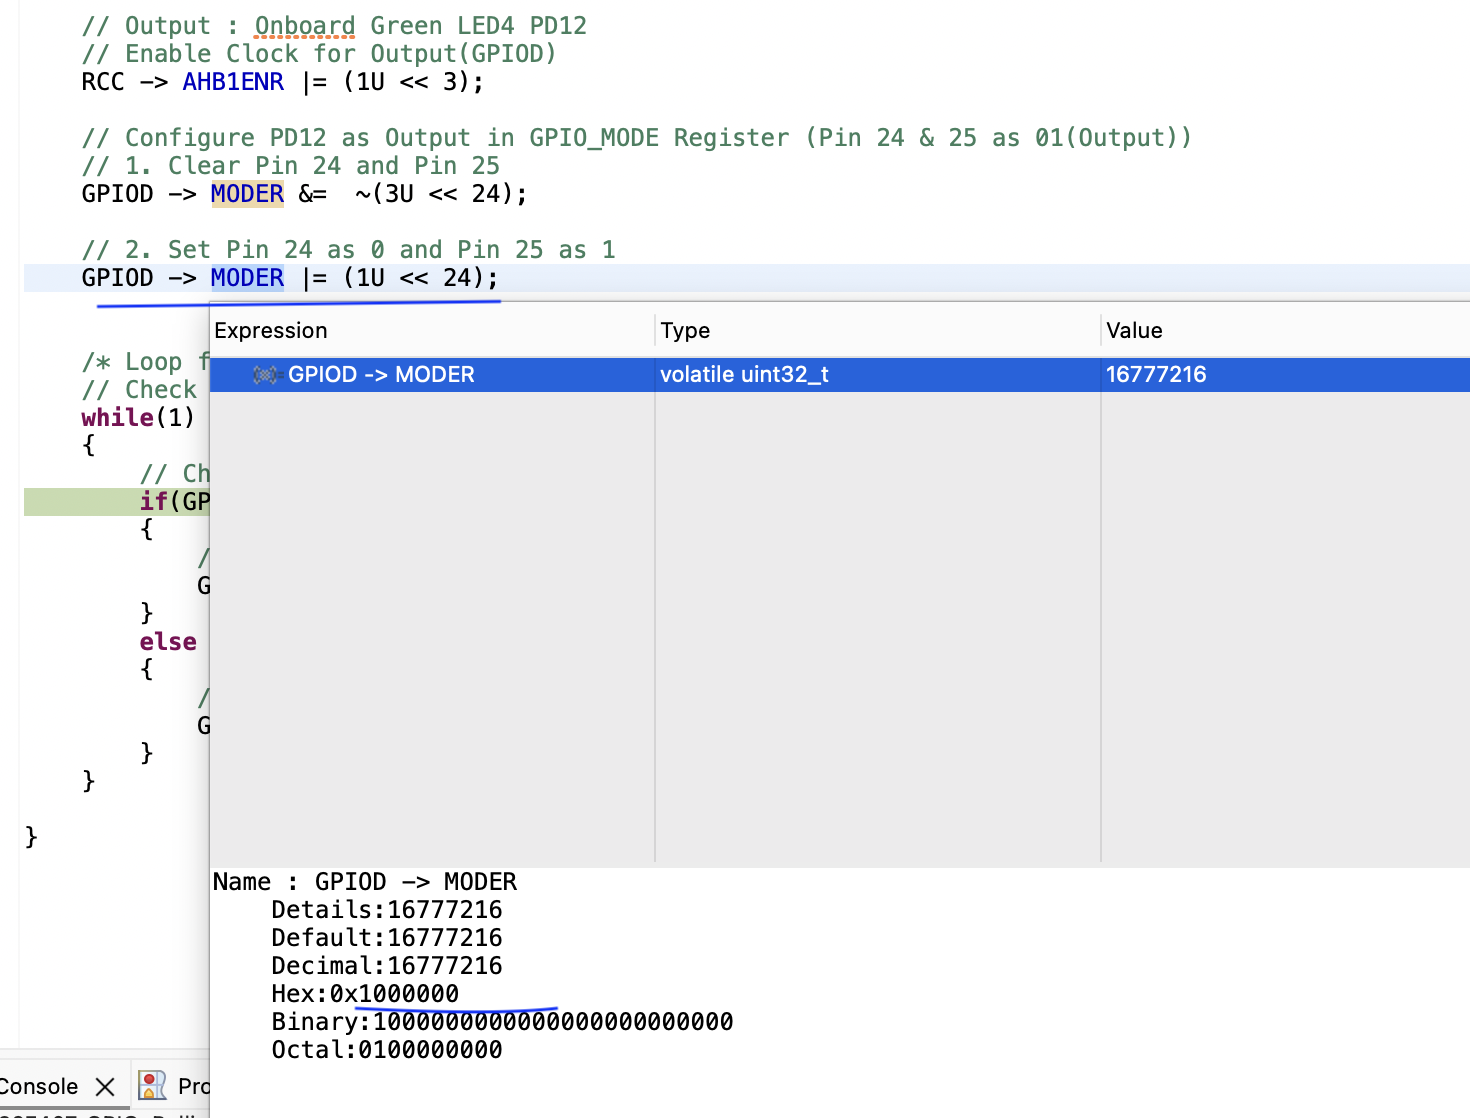 // Output : Onboard Green LED4 PD12
// Enable Clock for Output(GPIOD)
RCC -> AHB1ENR |= (1U << 3);
// Configure PD12 as Output in GPIO_MODE Register (Pin 24 & 25 as 01(Output))
// 1. Clear Pin 24 and Pin 25
GPIOD -> MODER &=  ~(3U << 24);
// 2. Set Pin 24 as 0 and Pin 25 as 1
GPIOD -> MODER |= (1U << 24);
Expression Type Value
/* Loop f
GPIOD -> MODER volatile uint32_t 16777216
// Check
while(1)
{
// Ch
if(GP
{
/
G
}
else
{
/
G
}
}
}
Name : GPIOD -> MODER
Details:16777216
Default:16777216
Decimal:16777216
Hex:0x1000000
Binary:1000000000000000000000000
Octal:0100000000
Console Pro